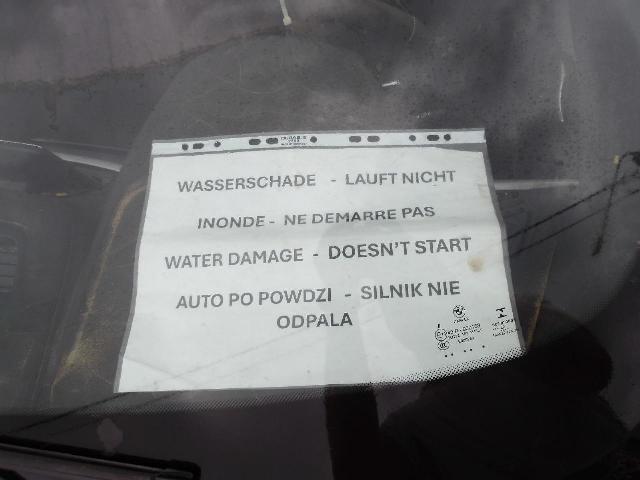 WASSERSCHADE - LAUFT NICHT
INONDE - NE DEMARRE PAS
WATER DAMAGE - DOESN'T START
AUTO PO POWDZI - SILNIK NIE
ODPALA